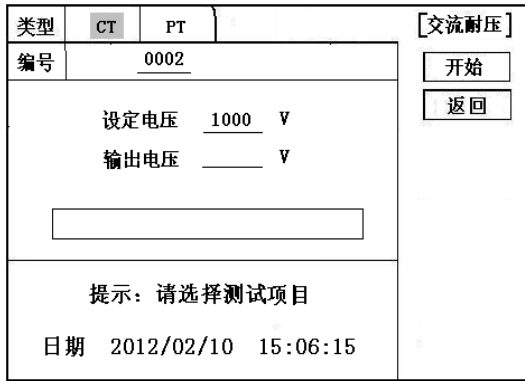 类型 CT PT [交流耐压]
编号 0002
开始
返回
设定电压 1000 V
输出电压 ______ V
提示：请选择测试项目
日期 2012/02/10 15:06:15